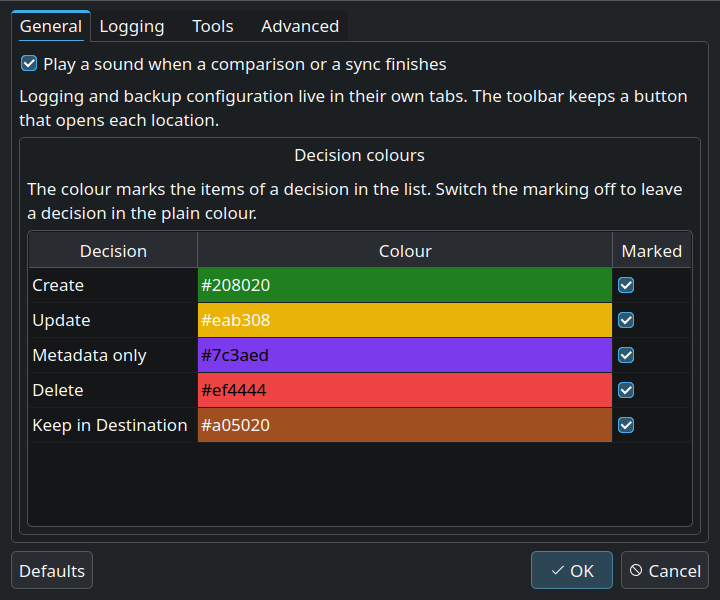 General Logging Tools Advanced
Play a sound when a comparison or a sync finishes
Logging and backup configuration live in their own tabs. The toolbar keeps a button
that opens each location.
Decision colours
The colour marks the items of a decision in the list. Switch the marking off to leave
a decision in the plain colour.
Decision Colour Marked
Create #208020
Update #eab308
Metadata only #7c3aed
Delete #ef4444
Keep in Destination #a05020
Defaults OK Cancel